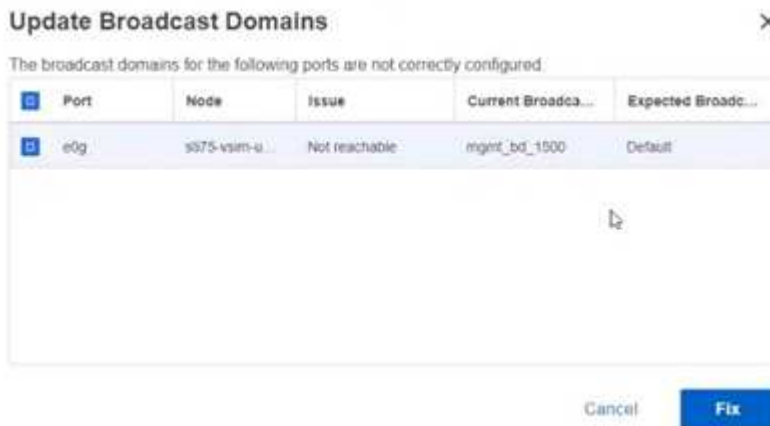 Update Broadcast Domains
The broadcast domains for the following ports are not correctly configured
Port Node Issue Current Broadca... Expected Broadc...
e0g Not reachable mgmt_bd_1500 Default
Cancel Fix